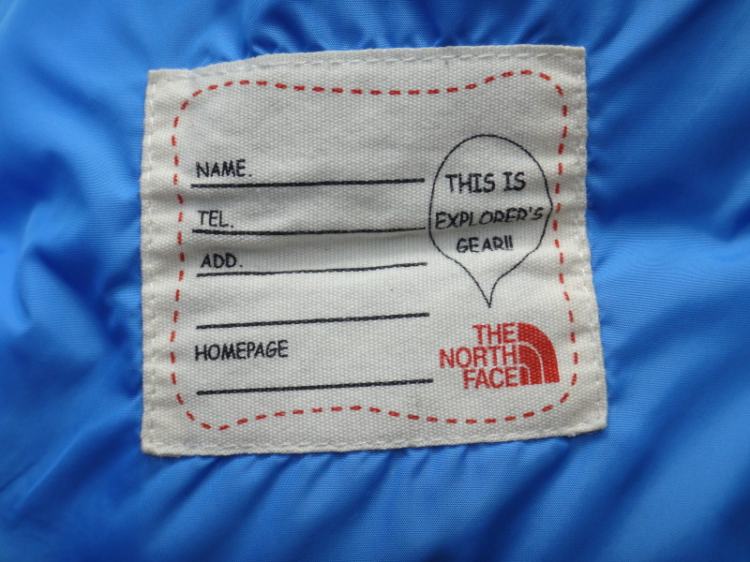 NAME.
TEL.
ADD.
HOMEPAGE
THIS IS
EXPLORER'S
GEAR!!
THE
NORTH
FACE